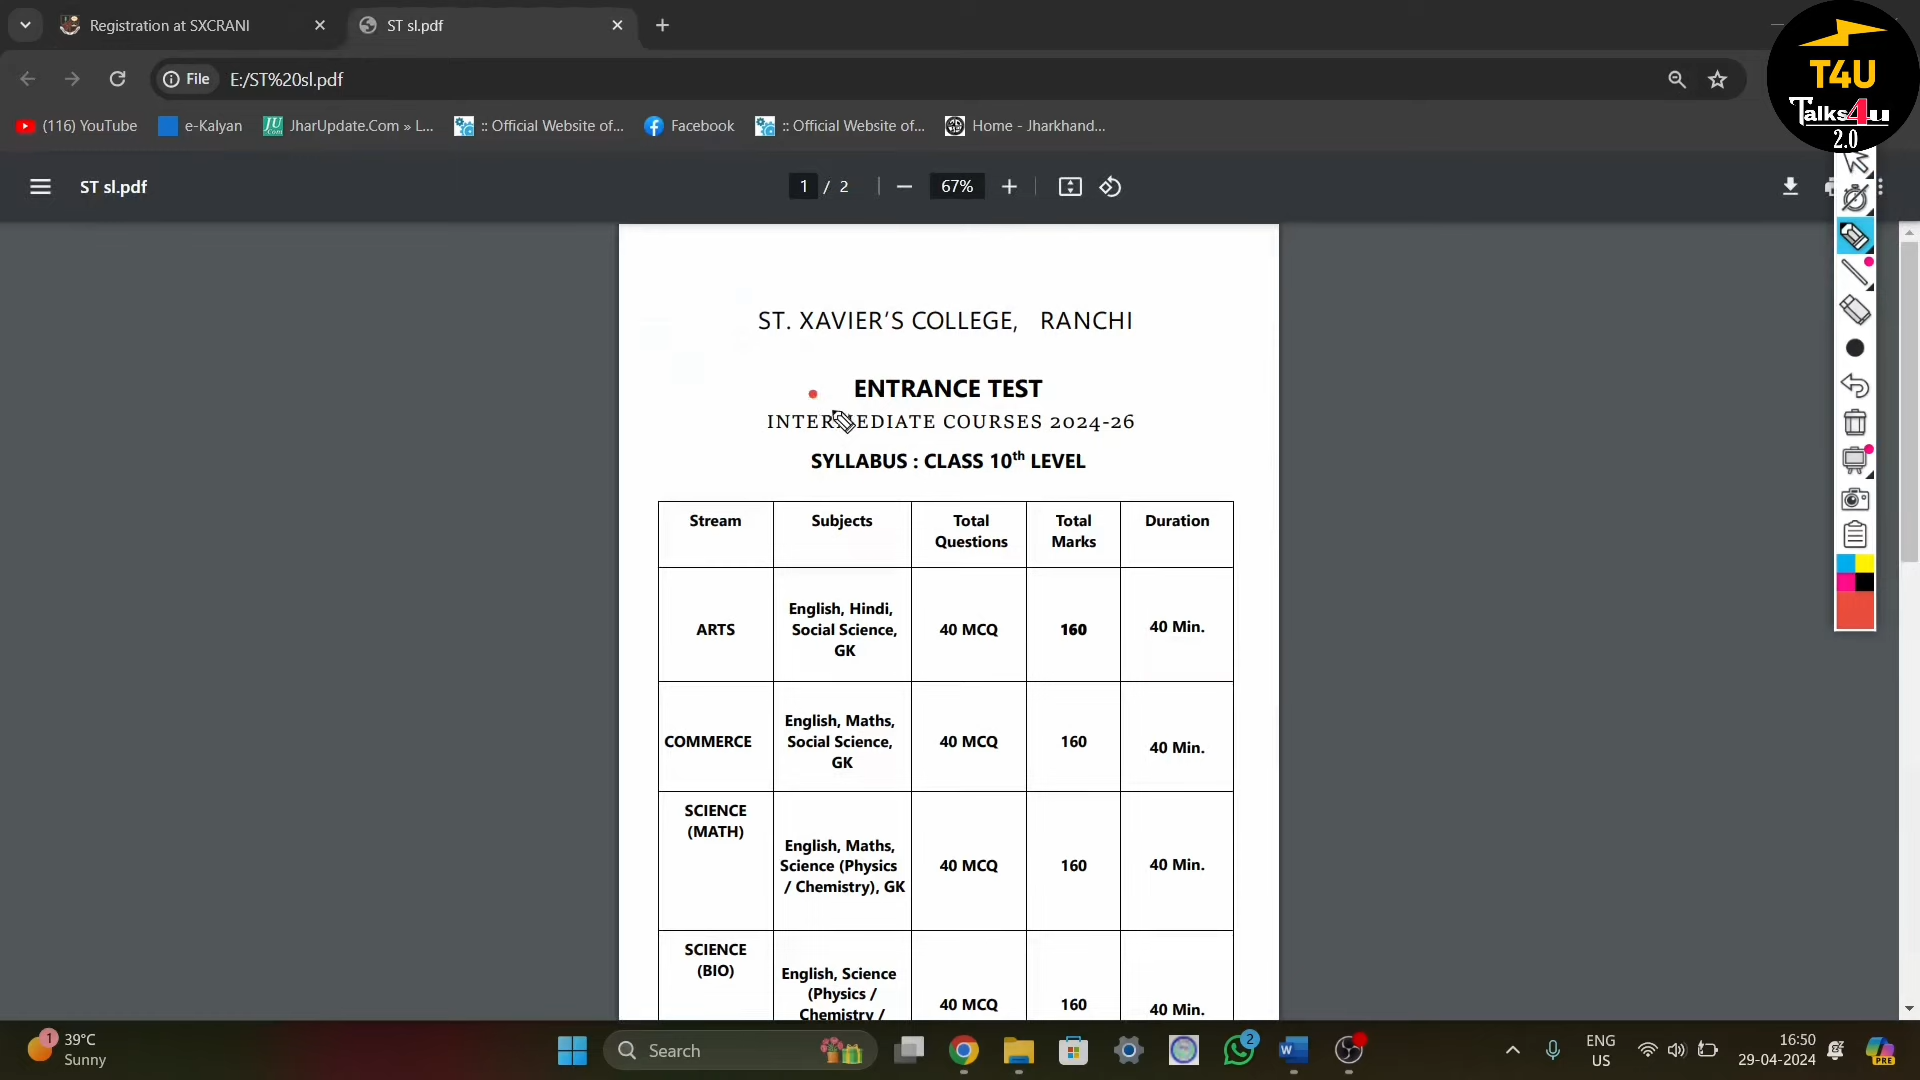 Registration at SXCRANI
ST sl.pdf
File
E:/ST%20sl.pdf
(116) YouTube
e-Kalyan
JharUpdate.Com » L...
:: Official Website of...
Facebook
:: Official Website of...
Home - Jharkhand...
T4U
Talks4u
2.0
ST sl.pdf
1 / 2
67%
ST. XAVIER'S COLLEGE, RANCHI
ENTRANCE TEST
INTERMEDIATE COURSES 2024-26
SYLLABUS : CLASS 10th LEVEL
Stream
Subjects
Total
Questions
Total
Marks
Duration
ARTS
English, Hindi,
Social Science,
GK
40 MCQ
160
40 Min.
COMMERCE
English, Maths,
Social Science,
GK
40 MCQ
160
40 Min.
SCIENCE
(MATH)
English, Maths,
Science (Physics
/ Chemistry), GK
40 MCQ
160
40 Min.
SCIENCE
(BIO)
English, Science
(Physics /
Chemistry /
40 MCQ
160
40 Min.
1
39°C
Sunny
Search
2
W
ENG
US
16:50
29-04-2024
PRE